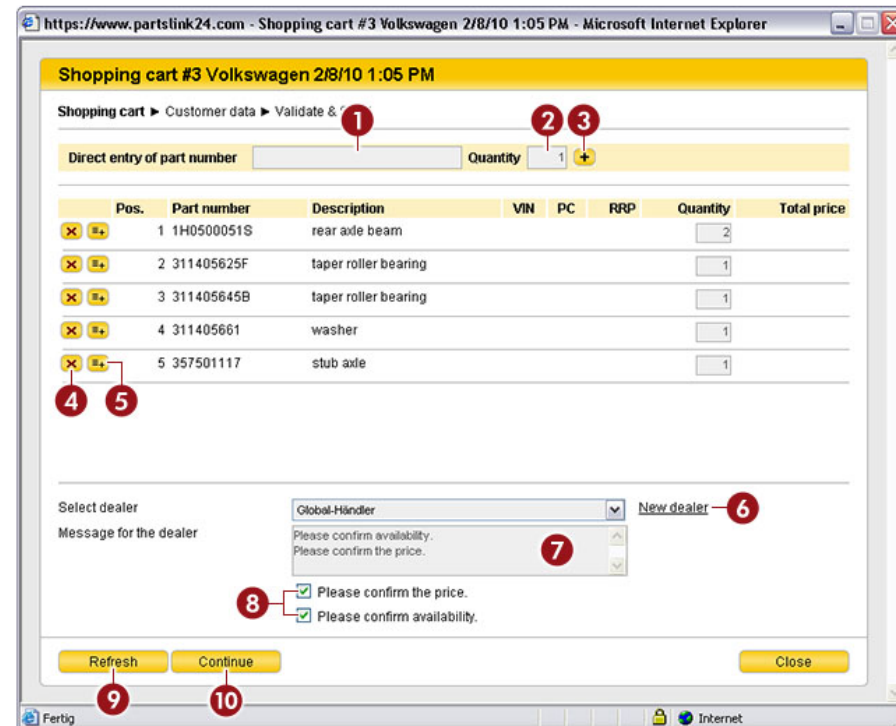 https://www.partslink24.com - Shopping cart #3 Volkswagen 2/8/10 1:05 PM - Microsoft Internet Explorer
Shopping cart #3 Volkswagen 2/8/10 1:05 PM
Shopping cart ► Customer data ► Validate &
1 2 3
Direct entry of part number Quantity 1 +
Pos. Part number Description VIN PC RRP Quantity Total price
1 1H0500051S rear axle beam 2
2 311405625F taper roller bearing 1
3 311405645B taper roller bearing 1
4 311405661 washer 1
5 357501117 stub axle 1
4 5
Select dealer Global-Händler New dealer 6
Message for the dealer Please confirm availability.
Please confirm the price.
7
8 Please confirm the price.
Please confirm availability.
Refresh Continue Close
9 10
Fertig Internet